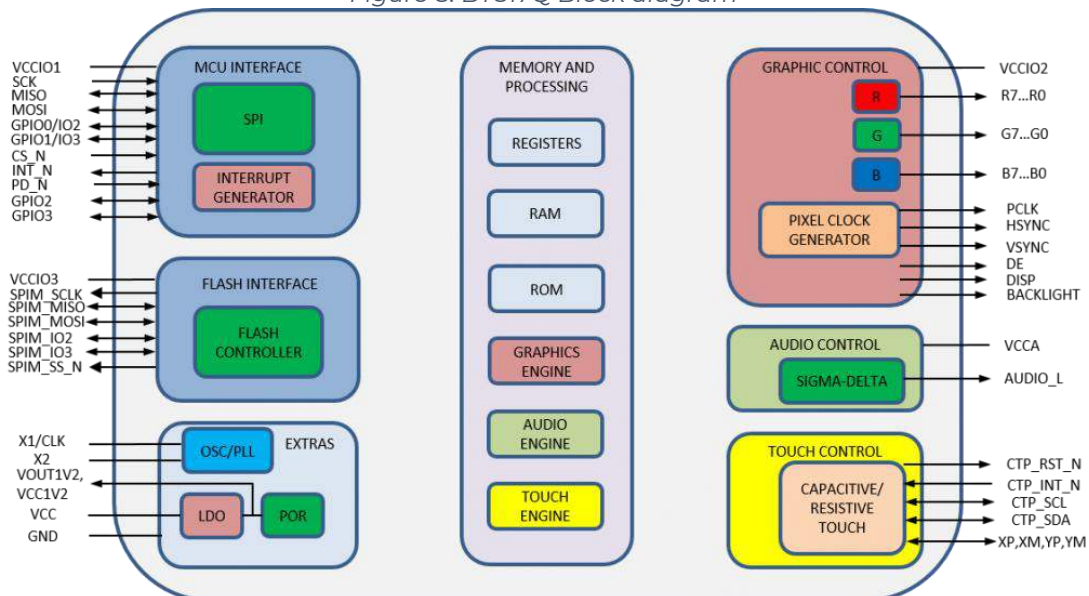 MCU INTERFACE
SPI
INTERRUPT
GENERATOR
VCCIO1
SCK
MISO
MOSI
GPIO0/IO2
GPIO1/IO3
CS_N
INT_N
PD_N
GPIO2
GPIO3
FLASH INTERFACE
FLASH
CONTROLLER
VCCIO3
SPIM_SCLK
SPIM_MISO
SPIM_MOSI
SPIM_IO2
SPIM_IO3
SPIM_SS_N
EXTRAS
OSC/PLL
LDO
POR
X1/CLK
X2
VOUT1V2,
VCC1V2
VCC
GND
MEMORY AND
PROCESSING
REGISTERS
RAM
ROM
GRAPHICS
ENGINE
AUDIO
ENGINE
TOUCH
ENGINE
GRAPHIC CONTROL
R
G
B
PIXEL CLOCK
GENERATOR
VCCIO2
R7...R0
G7...G0
B7...B0
PCLK
HSYNC
VSYNC
DE
DISP
BACKLIGHT
AUDIO CONTROL
SIGMA-DELTA
VCCA
AUDIO_L
TOUCH CONTROL
CAPACITIVE/
RESISTIVE
TOUCH
CTP_RST_N
CTP_INT_N
CTP_SCL
CTP_SDA
XP,XM,YP,YM